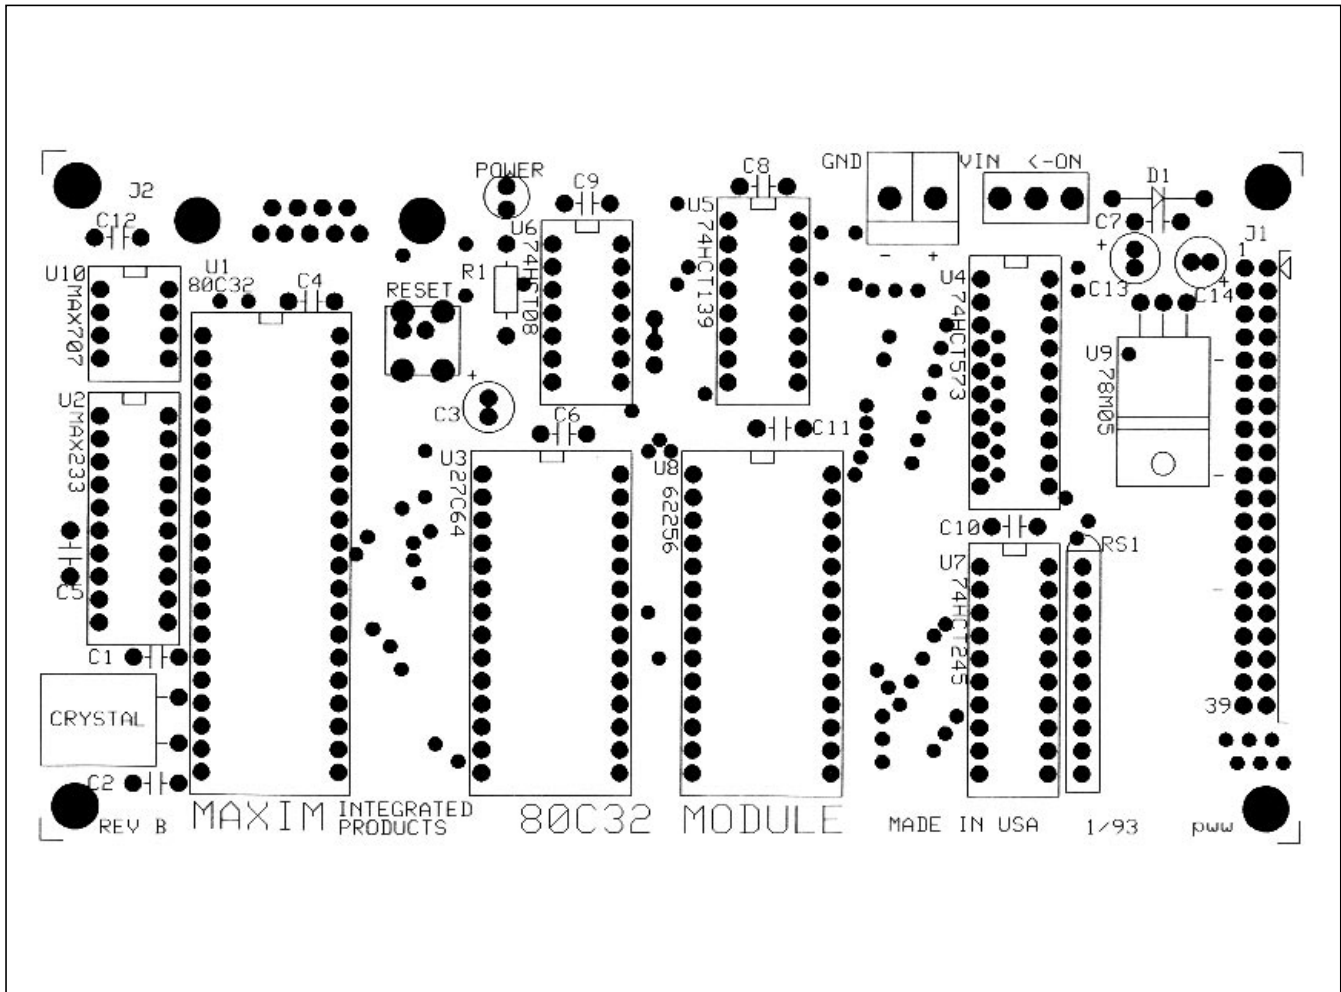 POWER
C8
GND
VIN
<-ON
D1
J2
C9
U5
74HCT139
C7
C12
U6
74HCT08
J1
1
+
U10
MAX707
U1
80C32
C4
R1
RESET
-
+
U4
74HCT573
C13
C14
+
U9
78M05
U2
MAX233
+
C3
C6
C11
U3
27C64
U8
62256
C10
RS1
C5
U7
74HCT245
C1
CRYSTAL
39
C2
REV B
MAXIM INTEGRATED PRODUCTS
80C32 MODULE
MADE IN USA
1/93
pww